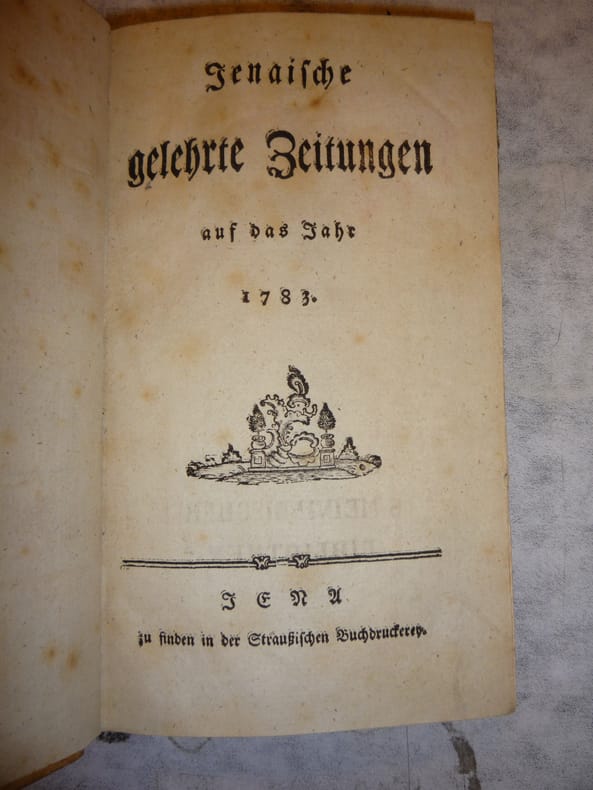 Jenaische
gelehrte Zeitungen
auf das Jahr
1783.
JENA
zu finden in der Straußischen Buchdruckerey.